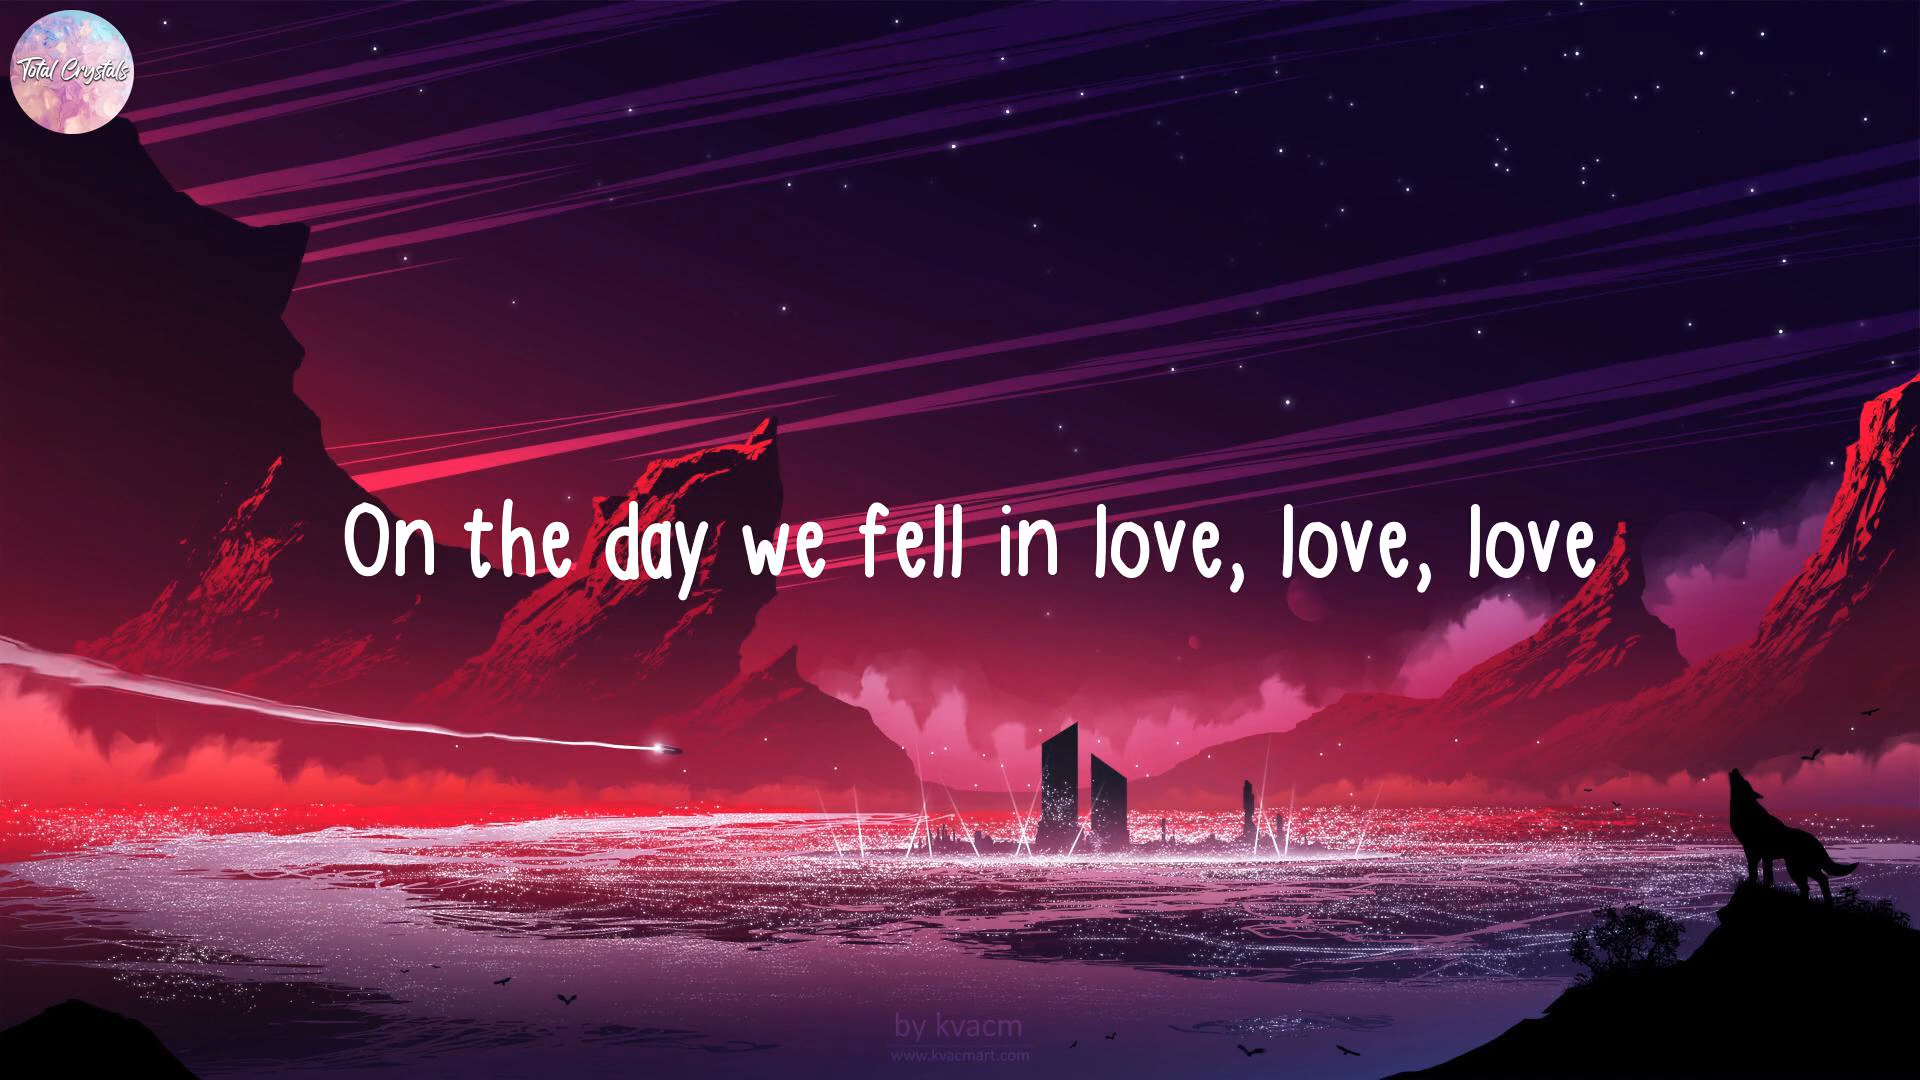 Total Crystals
On the day we fell in love, love, love
by kvacm
www.kvacmart.com